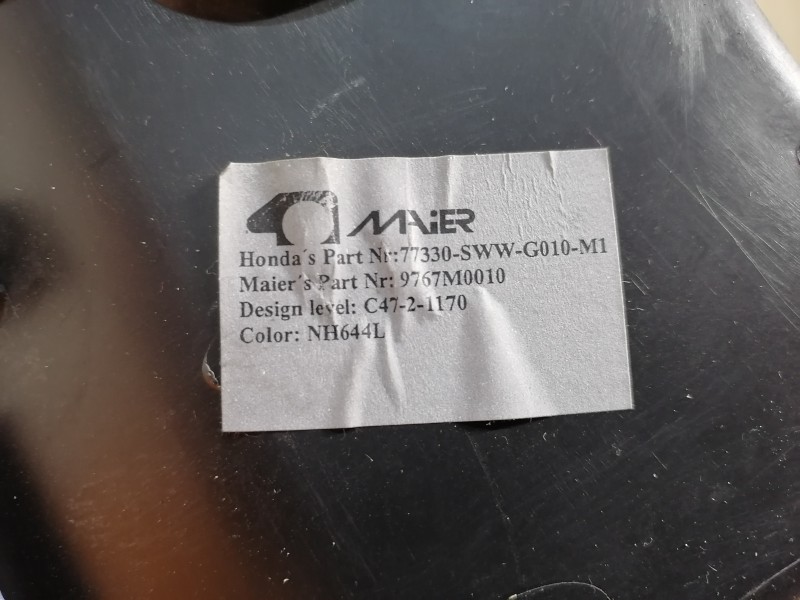 MAiER
Honda´s Part Nr:77330-SWW-G010-M1
Maier´s Part Nr: 9767M0010
Design level: C47-2-1170
Color: NH644L